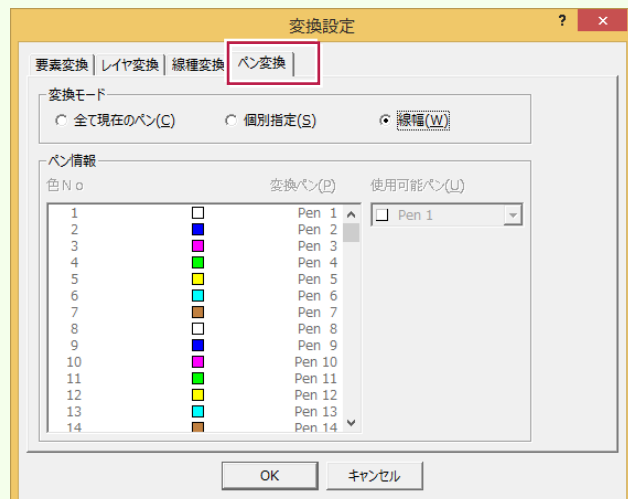 変換設定
? ×
要素変換 レイヤ変換 線種変換 ペン変換
変換モード
全て現在のペン(C) 個別指定(S) 線幅(W)
ペン情報
色No 変換ペン(P) 使用可能ペン(U)
1 Pen 1 Pen 1
2 Pen 2
3 Pen 3
4 Pen 4
5 Pen 5
6 Pen 6
7 Pen 7
8 Pen 8
9 Pen 9
10 Pen 10
11 Pen 11
12 Pen 12
13 Pen 13
14 Pen 14
OK キャンセル